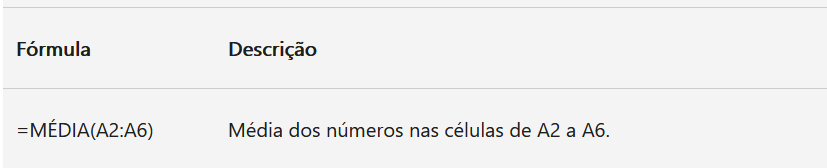 Fórmula Descrição
=MÉDIA(A2:A6) Média dos números nas células de A2 a A6.